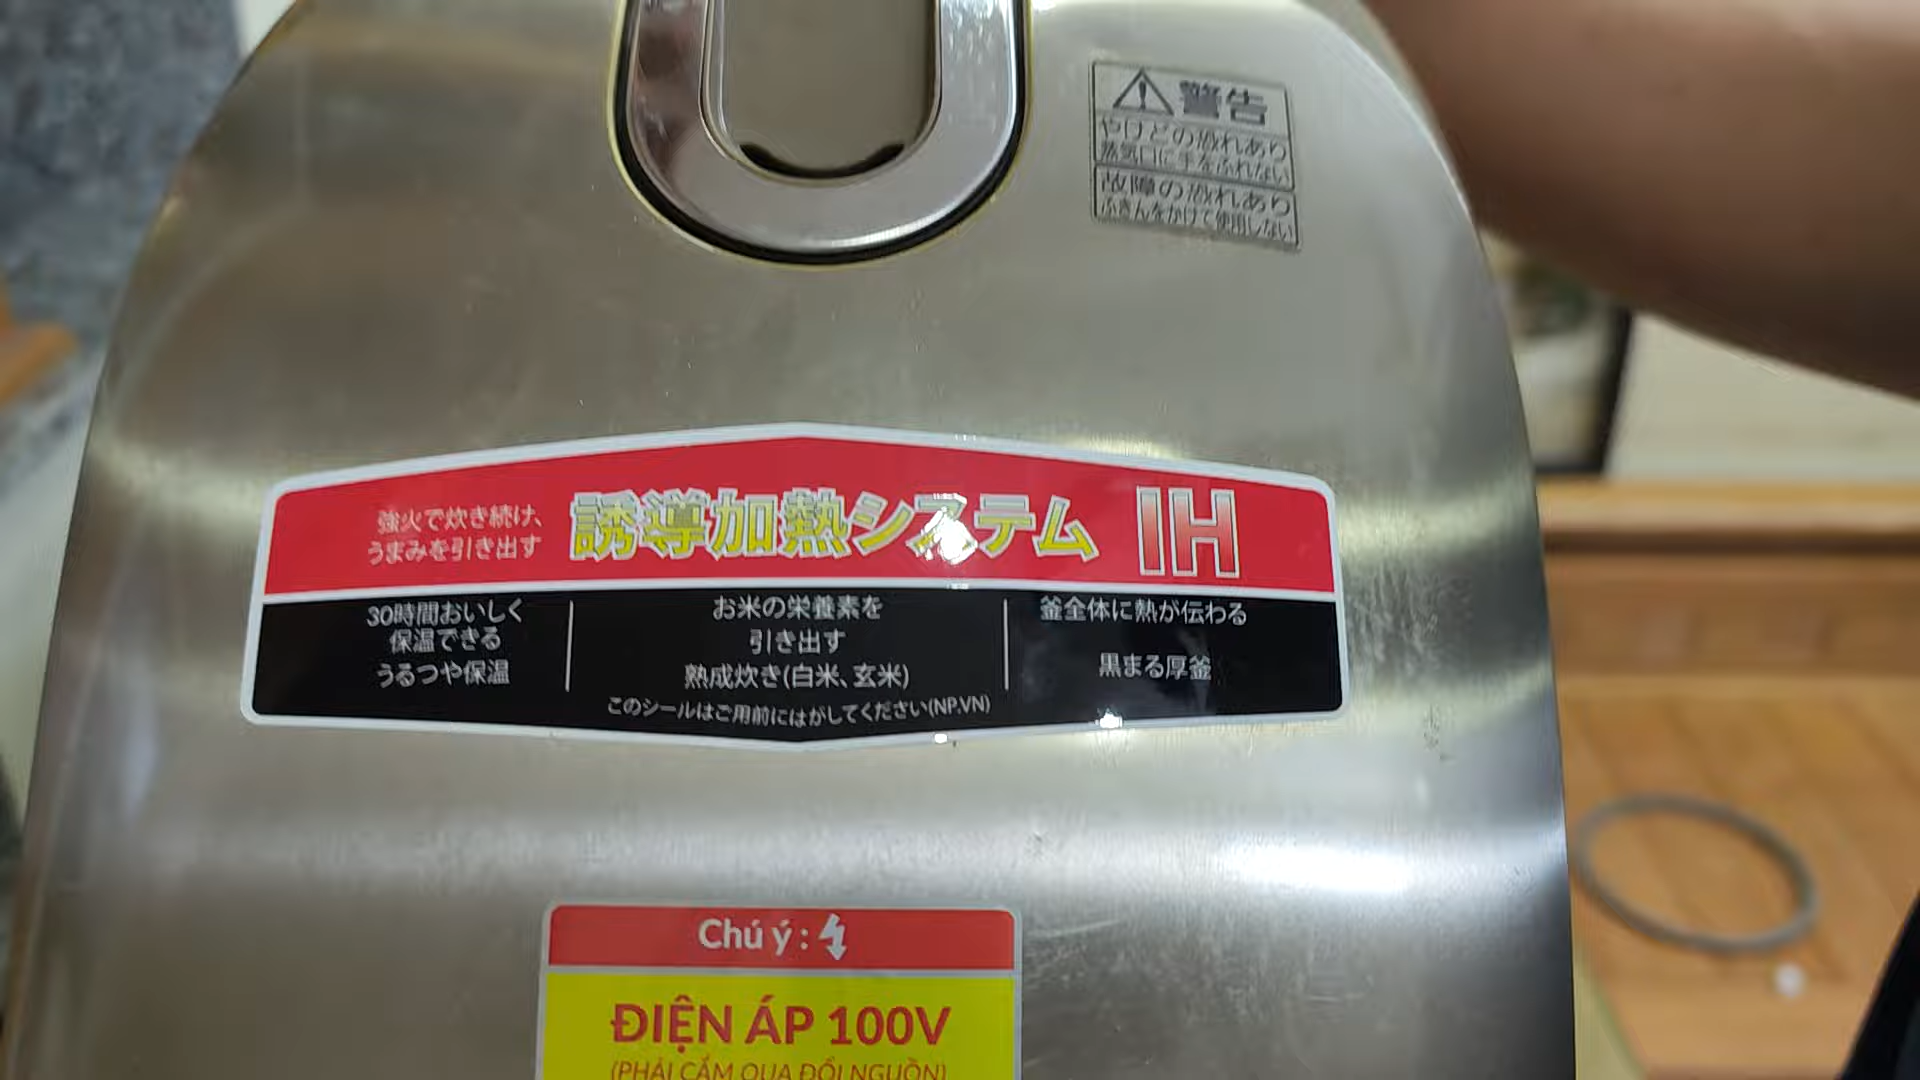 警告
やけどの恐れあり
蒸気口に手をふれない
故障の恐れあり
ふきんをかけて使用しない
強火で炊き続け、
うまみを引き出す
誘導加熱システム IH
30時間おいしく
保温できる
うるつや保温
お米の栄養素を
引き出す
熟成炊き(白米、玄米)
釜全体に熱が伝わる
黒まる厚釜
このシールはご用前にはがしてください(NP.VN)
Chú ý :
ĐIỆN ÁP 100V
(PHẢI CẮM QUA ĐỔI NGUỒN)